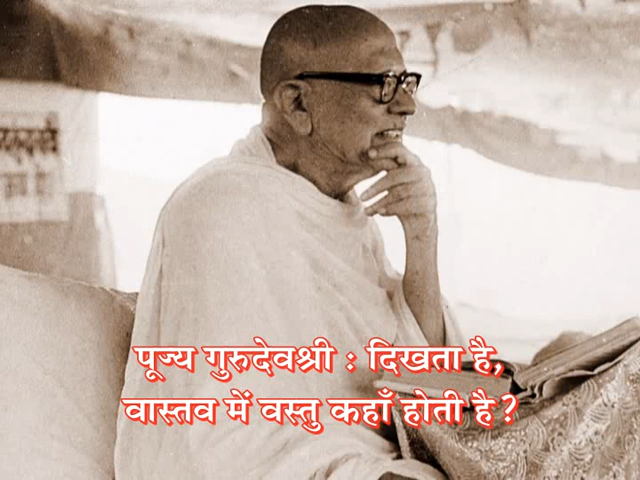 पूज्य गुरुदेवश्री : दिखता है,
वास्तव में वस्तु कहाँ होती है ?